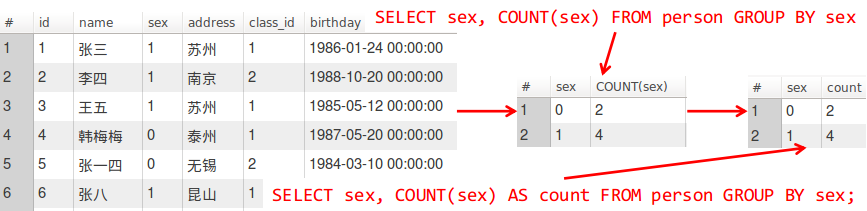 SELECT sex, COUNT(sex) FROM person GROUP BY sex
# id name sex address class_id birthday
1 1 张三 1 苏州 1 1986-01-24 00:00:00
2 2 李四 1 南京 2 1988-10-20 00:00:00
3 3 王五 1 苏州 1 1985-05-12 00:00:00
4 4 韩梅梅 0 泰州 1 1987-05-20 00:00:00
5 5 张一四 0 无锡 2 1984-03-10 00:00:00
6 6 张八 1 昆山 1
# sex COUNT(sex)
1 0 2
2 1 4
# sex count
1 0 2
2 1 4
SELECT sex, COUNT(sex) AS count FROM person GROUP BY sex;